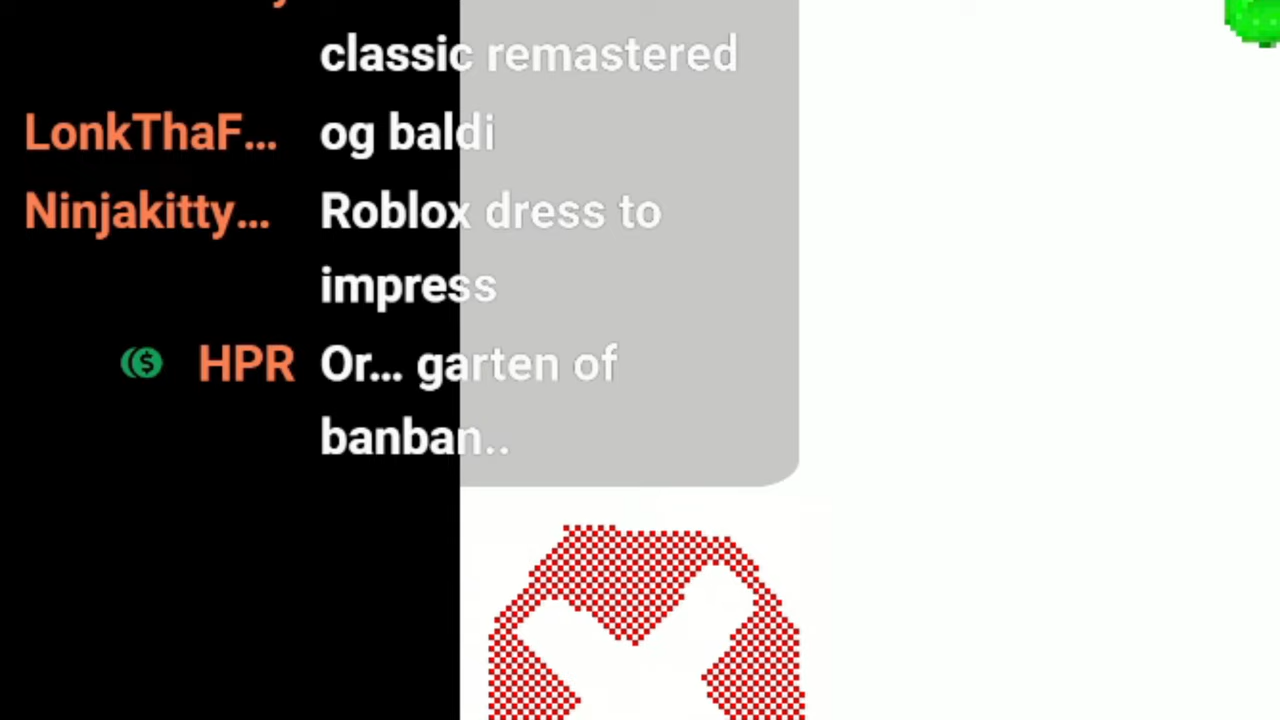 classic remastered
LonkThaF... og baldi
Ninjakitty... Roblox dress to
impress
HPR Or... garten of
banban..